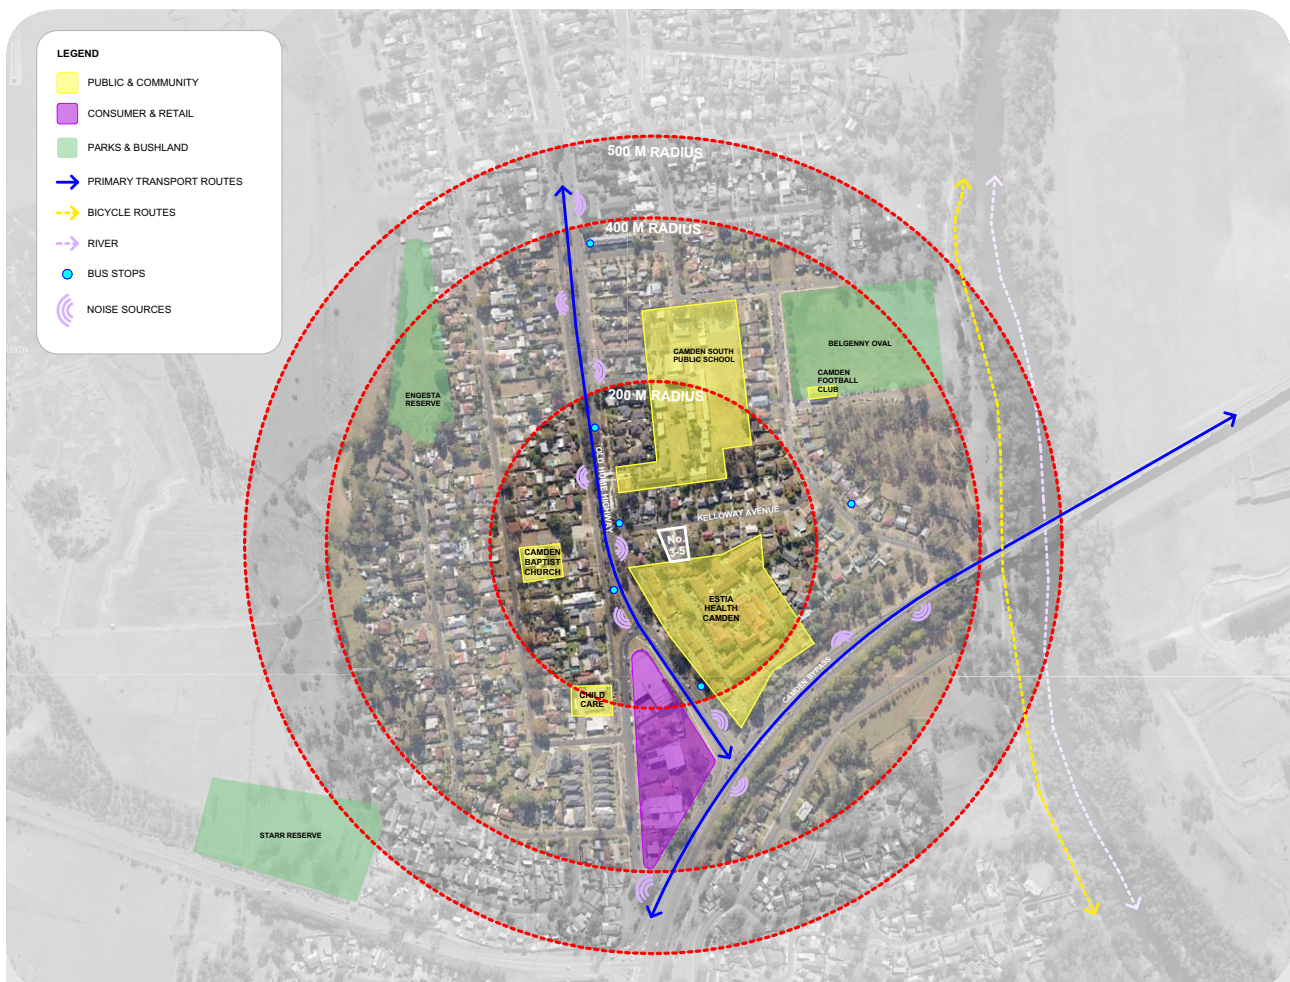 LEGEND
PUBLIC & COMMUNITY
CONSUMER & RETAIL
PARKS & BUSHLAND
PRIMARY TRANSPORT ROUTES
BICYCLE ROUTES
RIVER
BUS STOPS
NOISE SOURCES
500 M RADIUS
400 M RADIUS
200 M RADIUS
CAMDEN SOUTH
PUBLIC SCHOOL
BELGENNY OVAL
CAMDEN
FOOTBALL
CLUB
ENGESTA
RESERVE
OLD HUME HIGHWAY
KELLOWAY AVENUE
No.
3-5
CAMDEN
BAPTIST
CHURCH
ESTIA
HEALTH
CAMDEN
CAMDEN BYPASS
CHILD
CARE
STARR RESERVE